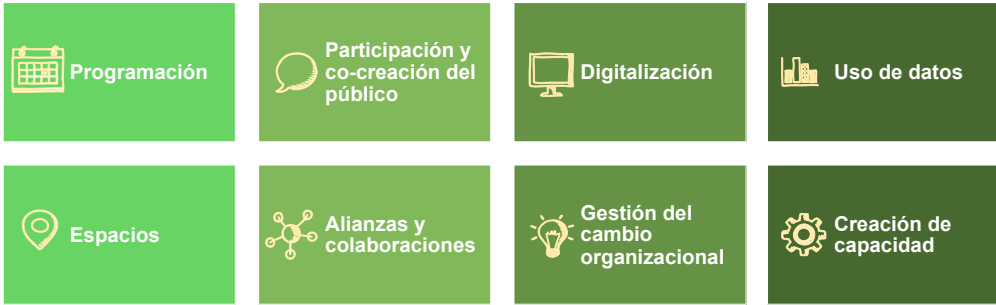 Programación
Participación y
co-creación del
público
Digitalización
Uso de datos
Espacios
Alianzas y
colaboraciones
Gestión del
cambio
organizacional
Creación de
capacidad